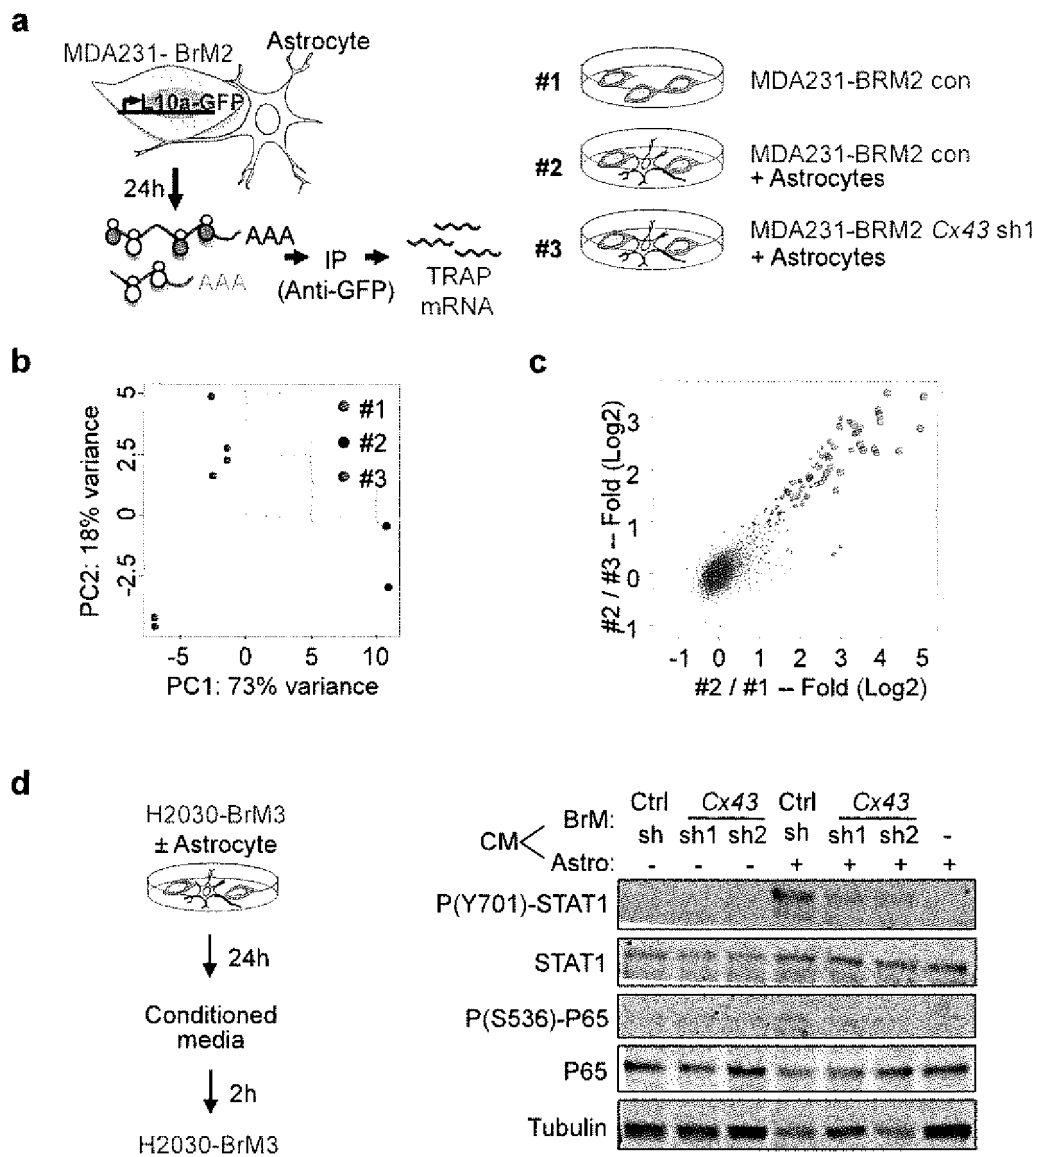 a
MDA231- BrM2
Astrocyte
L10a-GFP
24h
AAA
AAA
IP
(Anti-GFP)
TRAP
mRNA
#1
MDA231-BRM2 con
#2
MDA231-BRM2 con
+ Astrocytes
#3
MDA231-BRM2 Cx43 sh1
+ Astrocytes
b
PC2: 18% variance
5
2.5
0
-2.5
#1
#2
#3
-5 0 5 10
PC1: 73% variance
c
#2 / #3 -- Fold (Log2)
3
2
1
0
-1
-1 0 1 2 3 4 5
#2 / #1 -- Fold (Log2)
d
H2030-BrM3
± Astrocyte
24h
Conditioned
media
2h
H2030-BrM3
CM
BrM:
Ctrl Cx43 Ctrl Cx43
sh sh1 sh2 sh sh1 sh2 -
Astro: - - - + + + +
P(Y701)-STAT1
STAT1
P(S536)-P65
P65
Tubulin